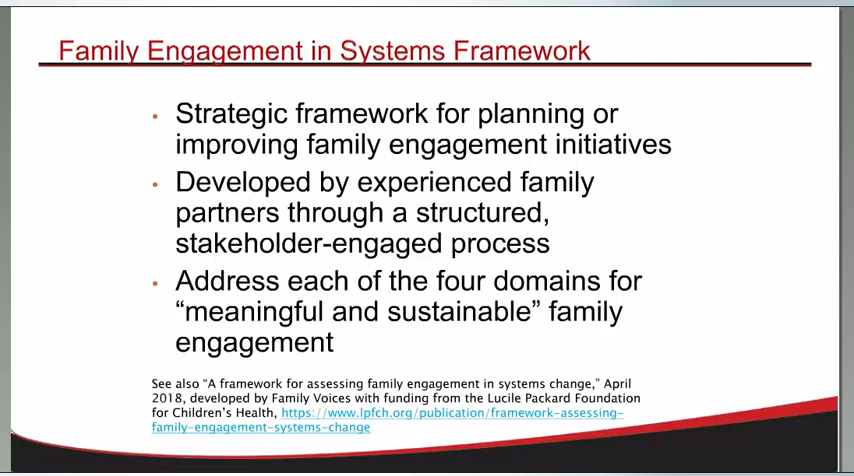 Family Engagement in Systems Framework
• Strategic framework for planning or
improving family engagement initiatives
• Developed by experienced family
partners through a structured,
stakeholder-engaged process
• Address each of the four domains for
“meaningful and sustainable” family
engagement
See also “A framework for assessing family engagement in systems change,” April
2018, developed by Family Voices with funding from the Lucile Packard Foundation
for Children’s Health, https://www.lpfch.org/publication/framework-assessing-
family-engagement-systems-change